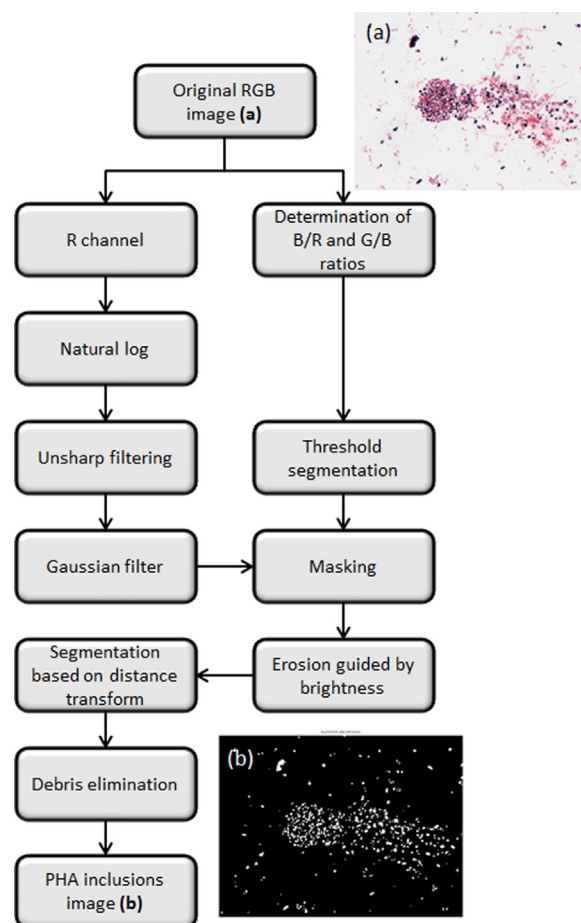 (a)
Original RGB
image (a)
R channel
Determination of
B/R and G/B
ratios
Natural log
Unsharp filtering
Threshold
segmentation
Gaussian filter
Masking
Segmentation
based on distance
transform
Erosion guided by
brightness
Debris elimination
(b)
PHA inclusions
image (b)